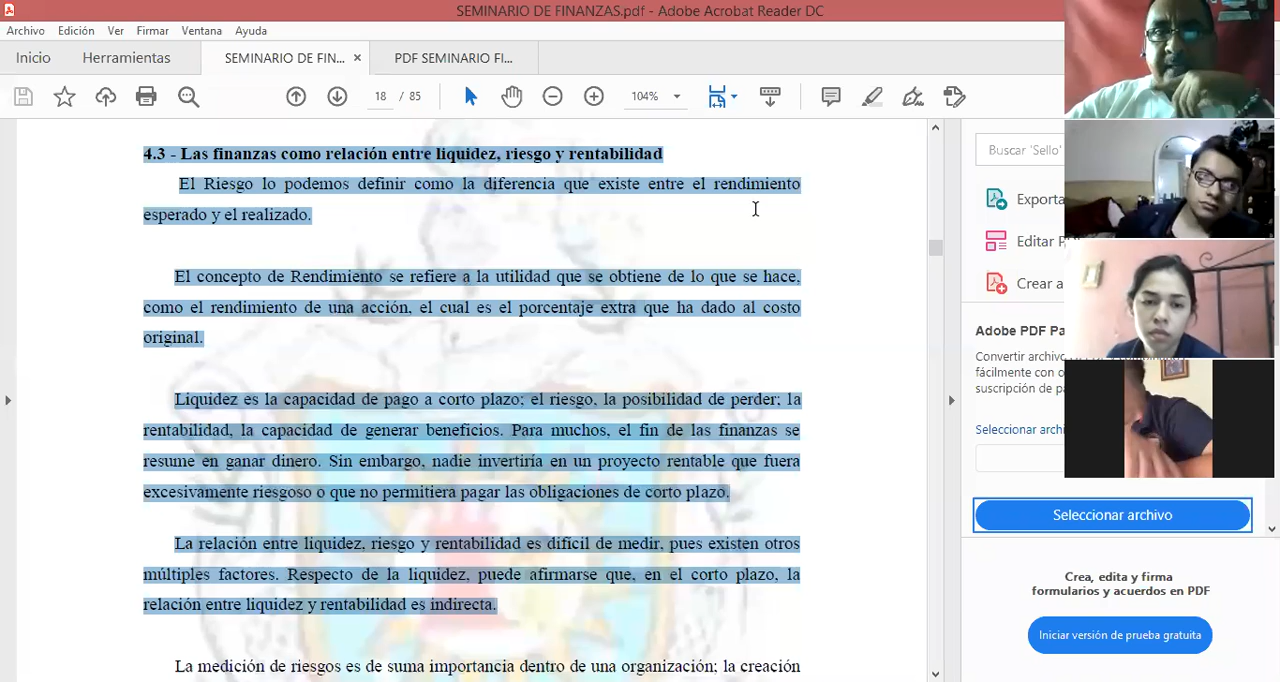 SEMINARIO DE FINANZAS.pdf - Adobe Acrobat Reader DC
Archivo Edición Ver Firmar Ventana Ayuda
Inicio Herramientas SEMINARIO DE FIN... × PDF SEMINARIO FI...
18 / 85 104%
4.3 - Las finanzas como relación entre liquidez, riesgo y rentabilidad
El Riesgo lo podemos definir como la diferencia que existe entre el rendimiento
esperado y el realizado.
El concepto de Rendimiento se refiere a la utilidad que se obtiene de lo que se hace,
como el rendimiento de una acción, el cual es el porcentaje extra que ha dado al costo
original.
Liquidez es la capacidad de pago a corto plazo; el riesgo, la posibilidad de perder; la
rentabilidad, la capacidad de generar beneficios. Para muchos, el fin de las finanzas se
resume en ganar dinero. Sin embargo, nadie invertiría en un proyecto rentable que fuera
excesivamente riesgoso o que no permitiera pagar las obligaciones de corto plazo.
La relación entre liquidez, riesgo y rentabilidad es difícil de medir, pues existen otros
múltiples factores. Respecto de la liquidez, puede afirmarse que, en el corto plazo, la
relación entre liquidez y rentabilidad es indirecta.
La medición de riesgos es de suma importancia dentro de una organización; la creación
Buscar 'Sello'
Exporta
Editar P
Crear a
Adobe PDF Pa
Convertir archivo
fácilmente con o
suscripción de pa
Seleccionar archi
Seleccionar archivo
Crea, edita y firma
formularios y acuerdos en PDF
Iniciar versión de prueba gratuita